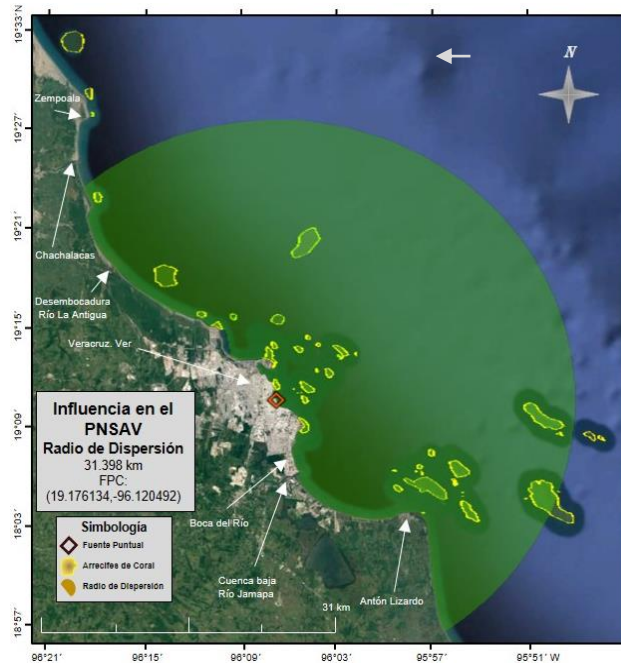 19°33'N
N
Zempoala
19°27'
19°21'
Chachalacas
Desembocadura
Río La Antigua
19°15'
Veracruz. Ver
Influencia en el
PNSAV
Radio de Dispersión
31.398 km
FPC:
(19.176134,-96.120492)
19°09'
Boca del Río
18°03'
Simbología
Fuente Puntual
Arrecifes de Coral
Radio de Dispersión
Cuenca baja
Río Jamapa
Antón Lizardo
31 km
18°57'
96°21'
96°15'
96°09'
96°03'
95°57'
95°51' W